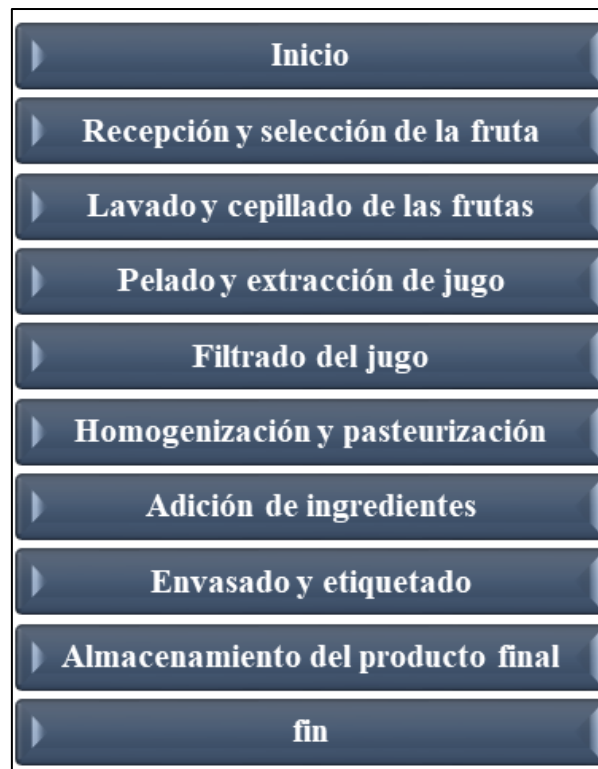 Inicio
Recepción y selección de la fruta
Lavado y cepillado de las frutas
Pelado y extracción de jugo
Filtrado del jugo
Homogenización y pasteurización
Adición de ingredientes
Envasado y etiquetado
Almacenamiento del producto final
fin